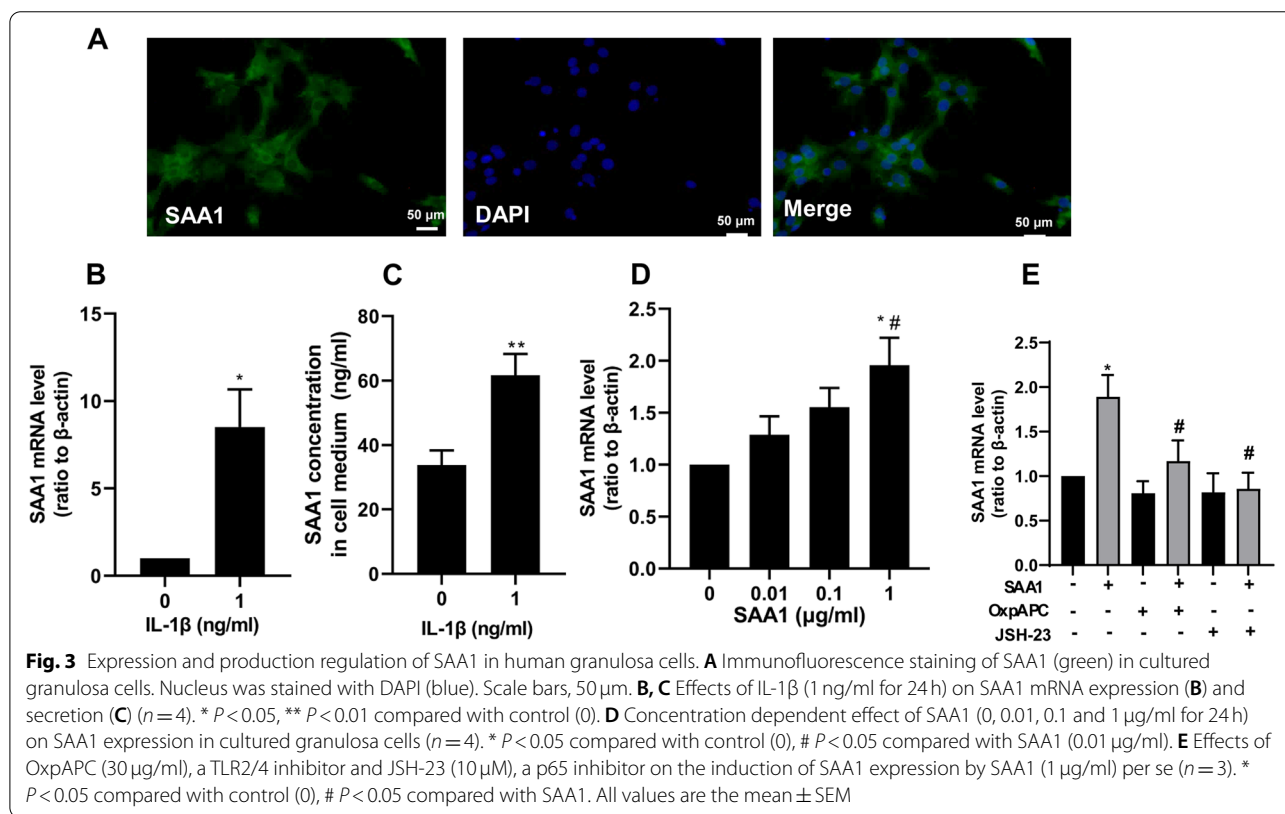 A
SAA1
50 µm
DAPI
50 µm
Merge
50 µm
B
SAA1 mRNA level
(ratio to β-actin)
15
10
5
0
*
0
1
IL-1β (ng/ml)
C
SAA1 concentration
in cell medium (ng/ml)
80
60
40
20
0
**
0
1
IL-1β (ng/ml)
D
SAA1 mRNA level
(ratio to β-actin)
2.5
2.0
1.5
1.0
0.5
0.0
* #
0
0.01
0.1
1
SAA1 (µg/ml)
E
SAA1 mRNA level
(ratio to β-actin)
2.5
2.0
1.5
1.0
0.5
0.0
*
#
#
SAA1 - + - + - +
OxpAPC - - + + - -
JSH-23 - - - - + +
Fig. 3 Expression and production regulation of SAA1 in human granulosa cells. A Immunofluorescence staining of SAA1 (green) in cultured
granulosa cells. Nucleus was stained with DAPI (blue). Scale bars, 50 µm. B, C Effects of IL-1β (1 ng/ml for 24 h) on SAA1 mRNA expression (B) and
secretion (C) (n = 4). * P < 0.05, ** P < 0.01 compared with control (0). D Concentration dependent effect of SAA1 (0, 0.01, 0.1 and 1 µg/ml for 24 h)
on SAA1 expression in cultured granulosa cells (n = 4). * P < 0.05 compared with control (0), # P < 0.05 compared with SAA1 (0.01 µg/ml). E Effects of
OxpAPC (30 µg/ml), a TLR2/4 inhibitor and JSH-23 (10 µM), a p65 inhibitor on the induction of SAA1 expression by SAA1 (1 µg/ml) per se (n = 3). *
P < 0.05 compared with control (0), # P < 0.05 compared with SAA1. All values are the mean ± SEM